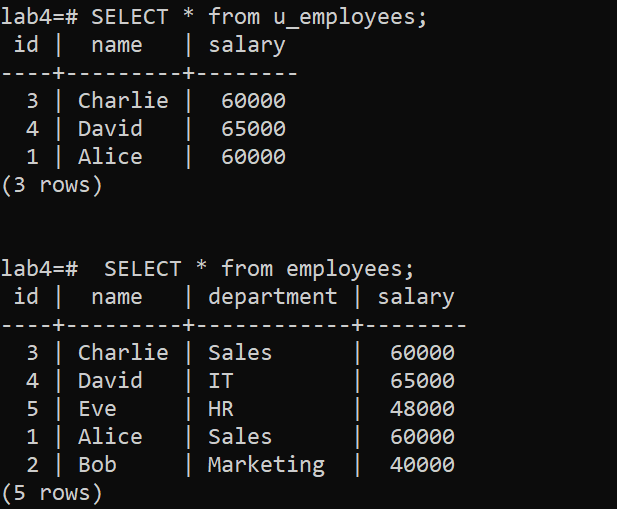 lab4=# SELECT * from u_employees;
 id |  name   | salary
----+---------+--------
  3 | Charlie |  60000
  4 | David   |  65000
  1 | Alice   |  60000
(3 rows)

lab4=#  SELECT * from employees;
 id |  name   | department | salary
----+---------+------------+--------
  3 | Charlie | Sales      |  60000
  4 | David   | IT         |  65000
  5 | Eve     | HR         |  48000
  1 | Alice   | Sales      |  60000
  2 | Bob     | Marketing  |  40000
(5 rows)